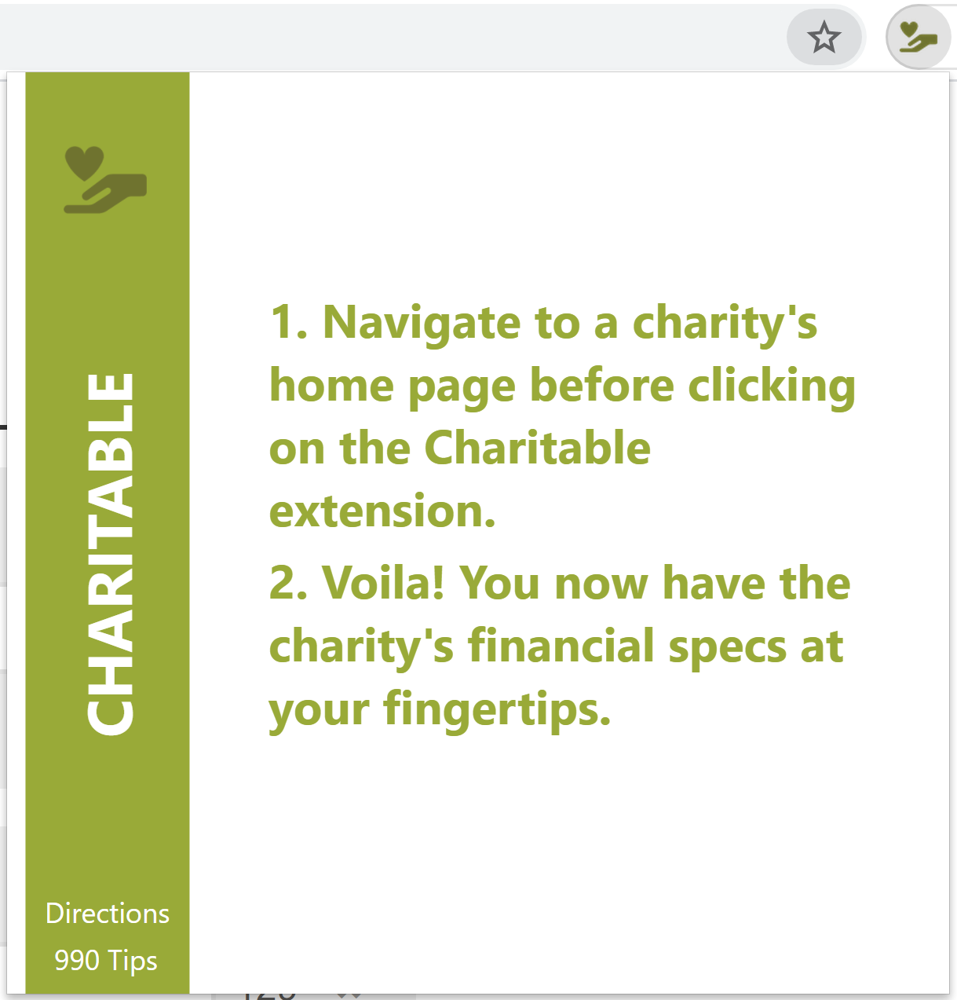 CHARITABLE
Directions
990 Tips
1. Navigate to a charity's
home page before clicking
on the Charitable
extension.
2. Voila! You now have the
charity's financial specs at
your fingertips.